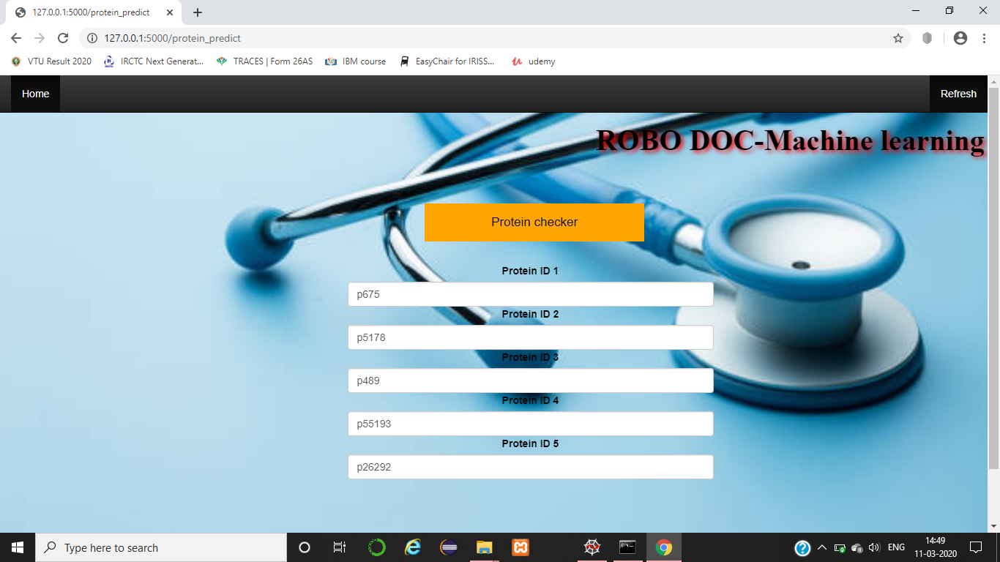 127.0.0.1:5000/protein_predict
127.0.0.1:5000/protein_predict
VTU Result 2020 IRCTC Next Generat... TRACES | Form 26AS IBM course EasyChair for IRISS... udemy
Home Refresh
ROBO DOC-Machine learning
Protein checker
Protein ID 1
p675
Protein ID 2
p5178
Protein ID 3
p489
Protein ID 4
p55193
Protein ID 5
p26292
Type here to search
ENG
14:49
11-03-2020